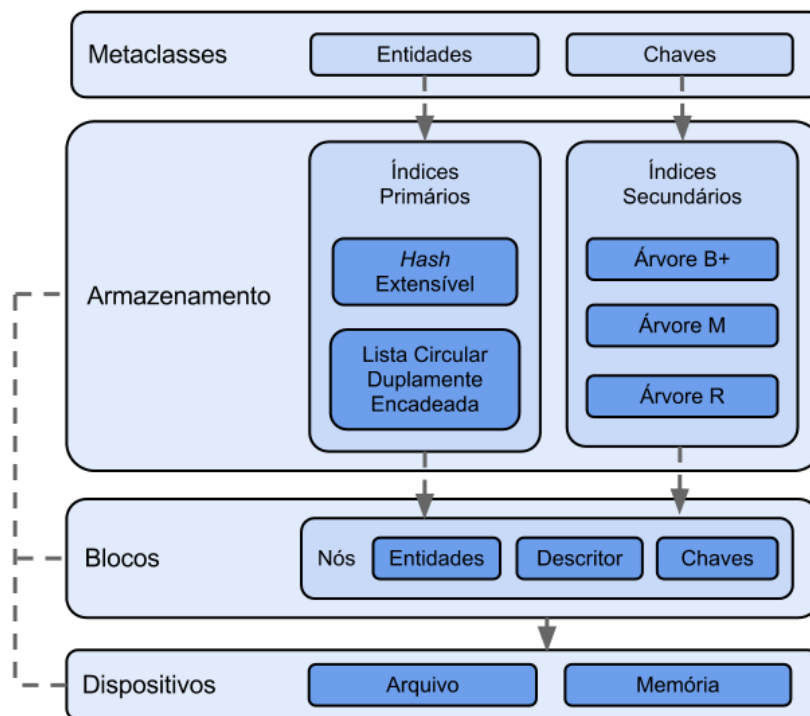 Metaclasses
Entidades
Chaves
Armazenamento
Índices
Primários
Hash
Extensível
Lista Circular
Duplamente
Encadeada
Índices
Secundários
Árvore B+
Árvore M
Árvore R
Blocos
Nós
Entidades
Descritor
Chaves
Dispositivos
Arquivo
Memória